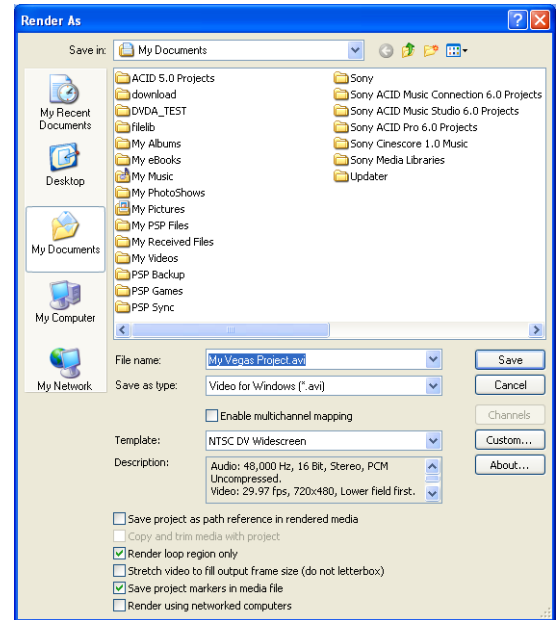 Render As
Save in: My Documents
My Recent Documents
Desktop
My Documents
My Computer
My Network
ACID 5.0 Projects
download
DVDA_TEST
filelib
My Albums
My eBooks
My Music
My PhotoShows
My Pictures
My PSP Files
My Received Files
My Videos
PSP Backup
PSP Games
PSP Sync
Sony
Sony ACID Music Connection 6.0 Projects
Sony ACID Music Studio 6.0 Projects
Sony ACID Pro 6.0 Projects
Sony Cinescore 1.0 Music
Sony Media Libraries
Updater
File name: My Vegas Project.avi Save
Save as type: Video for Windows (*.avi) Cancel
Enable multichannel mapping Channels
Template: NTSC DV Widescreen Custom...
Description: Audio: 48,000 Hz, 16 Bit, Stereo, PCM About...
Uncompressed.
Video: 29.97 fps, 720x480, Lower field first.
Save project as path reference in rendered media
Copy and trim media with project
Render loop region only
Stretch video to fill output frame size (do not letterbox)
Save project markers in media file
Render using networked computers